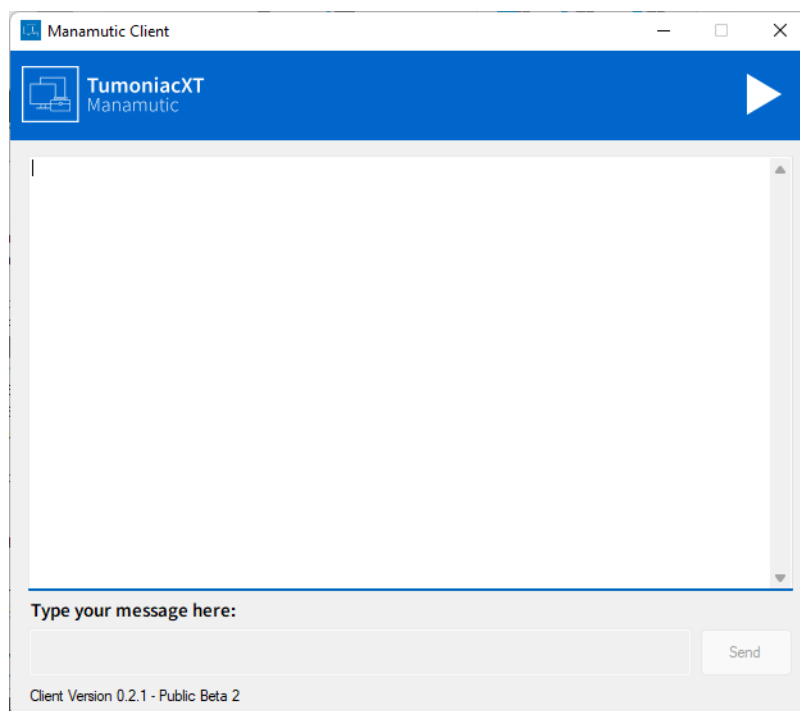 Manamutic Client
TumoniacXT
Manamutic
Type your message here:
Send
Client Version 0.2.1 - Public Beta 2